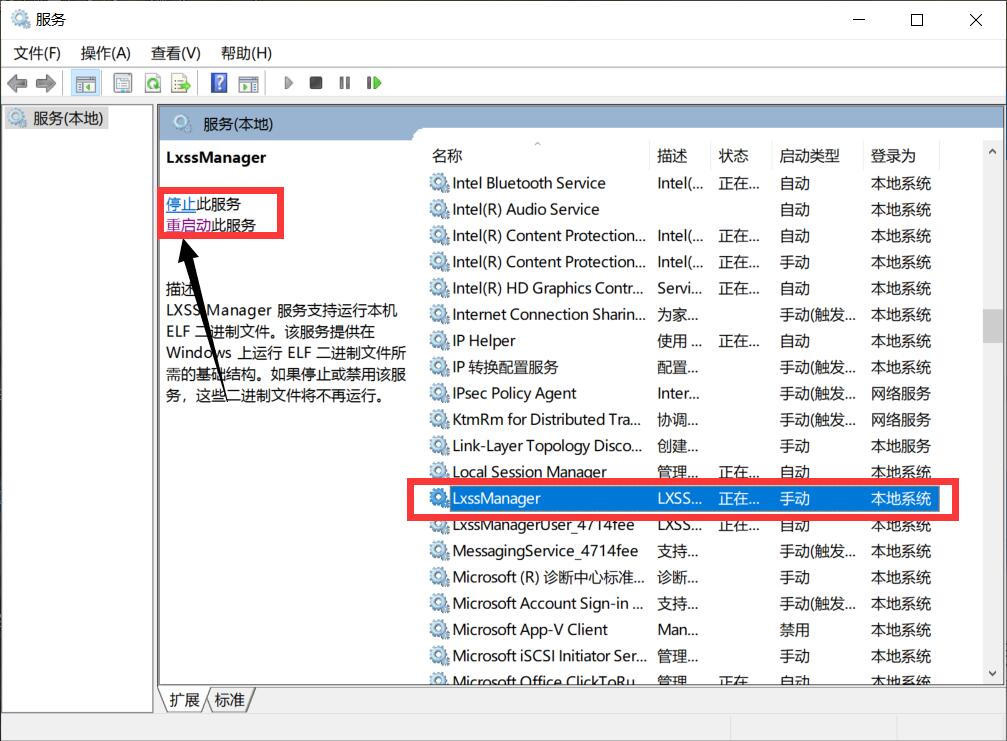 服务
文件(F) 操作(A) 查看(V) 帮助(H)
服务(本地)
服务(本地)
LxssManager
停止此服务
重启动此服务
描述
LXSS Manager 服务支持运行本机
ELF 二进制文件。该服务提供在
Windows 上运行 ELF 二进制文件所
需的基础结构。如果停止或禁用该服
务，这些二进制文件将不再运行。
名称 描述 状态 启动类型 登录为
Intel Bluetooth Service Intel(... 正在... 自动 本地系统
Intel(R) Audio Service 自动 本地系统
Intel(R) Content Protection... Intel(... 正在... 自动 本地系统
Intel(R) Content Protection... Intel(... 正在... 手动 本地系统
Intel(R) HD Graphics Contr... Servi... 正在... 自动 本地系统
Internet Connection Sharin... 为家... 手动(触发... 本地系统
IP Helper 使用 ... 正在... 自动 本地系统
IP 转换配置服务 配置... 手动(触发... 本地系统
IPsec Policy Agent Inter... 手动(触发... 网络服务
KtmRm for Distributed Tra... 协调... 手动(触发... 网络服务
Link-Layer Topology Disco... 创建... 手动 本地服务
Local Session Manager 管理... 正在... 自动 本地系统
LxssManager LXSS... 正在... 手动 本地系统
LxssManagerUser_4714fee LXSS... 正在... 自动 本地系统
MessagingService_4714fee 支持... 手动(触发... 本地系统
Microsoft (R) 诊断中心标准... 诊断... 手动 本地系统
Microsoft Account Sign-in ... 支持... 手动(触发... 本地系统
Microsoft App-V Client Man... 禁用 本地系统
Microsoft iSCSI Initiator Ser... 管理... 手动 本地系统
Microsoft Office ClickToRu... 管理... 正在... 自动 本地系统
扩展 标准